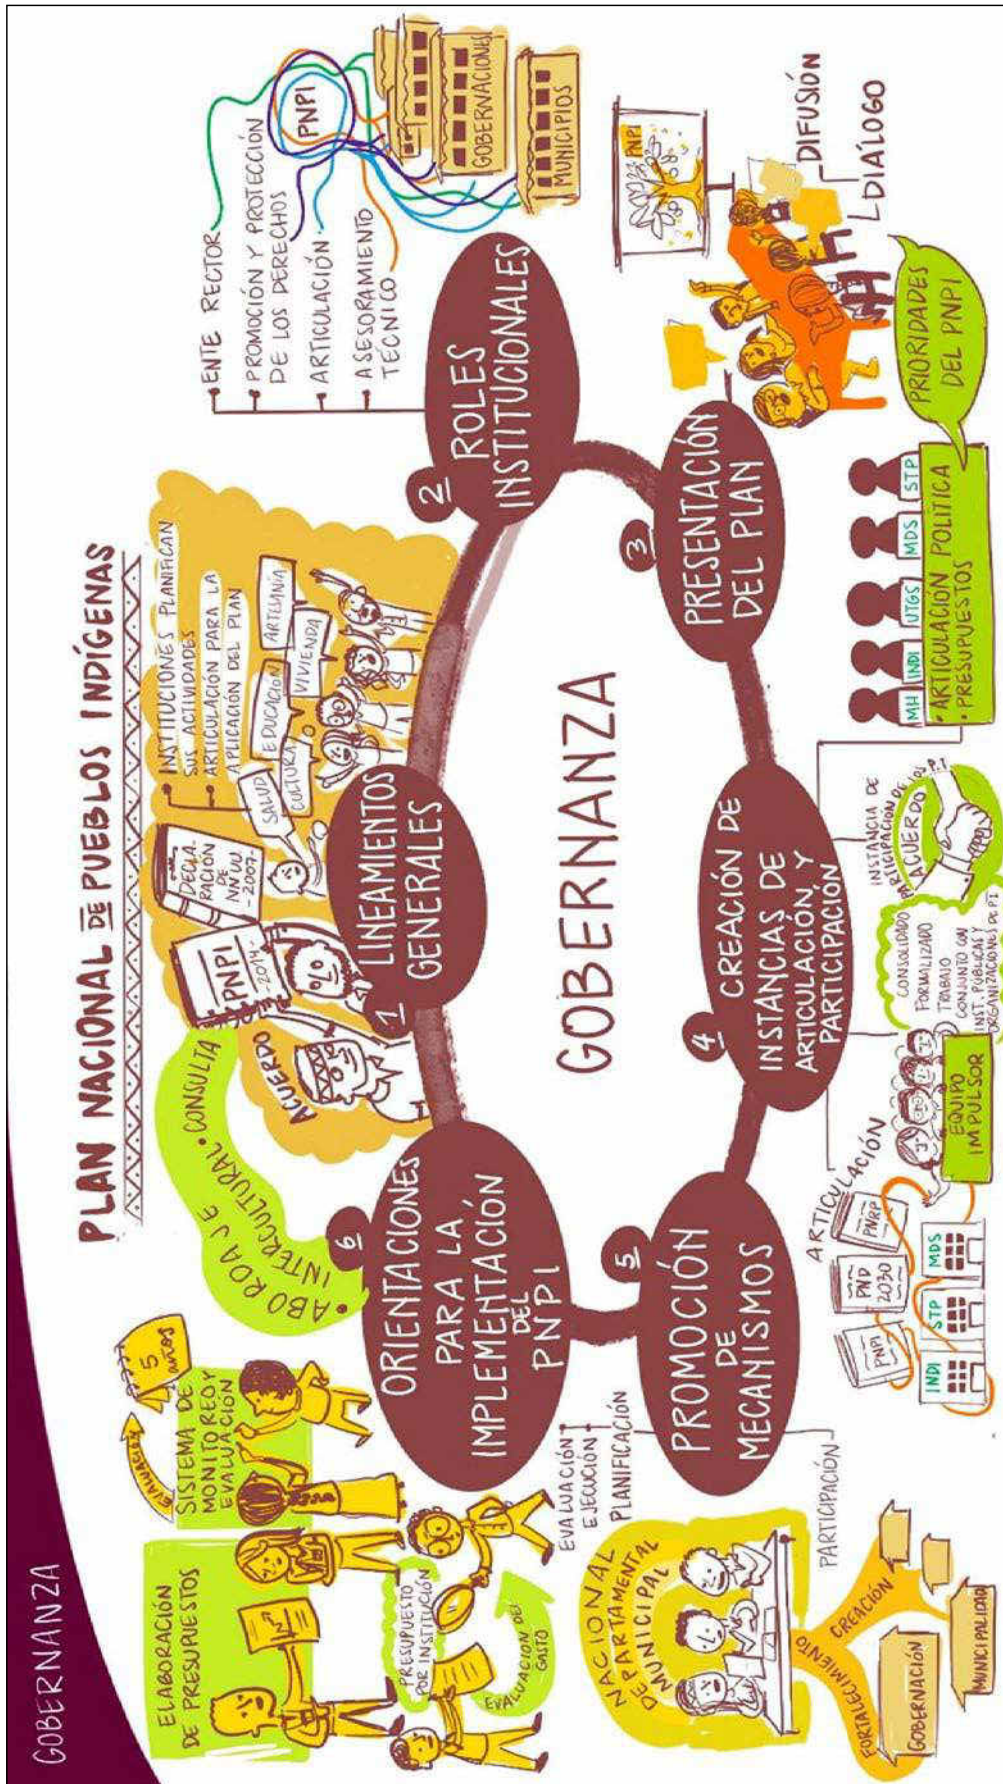 GOBERNANZA
PLAN NACIONAL DE PUEBLOS INDÍGENAS
GOBERNANZA
1
LINEAMIENTOS
GENERALES
ACUERDO
PNPI
-2014-
DECLA-
RACIÓN
DE
NNUU
-2007-
• INSTITUCIONES PLANIFICAN
SUS ACTIVIDADES
• ARTICULACIÓN PARA LA
APLICACIÓN DEL PLAN
SALUD
EDUCACIÓN
CULTURA
ARTESANÍA
VIVIENDA
2
ROLES
INSTITUCIONALES
• ENTE RECTOR
• PROMOCIÓN Y PROTECCIÓN
DE LOS DERECHOS
• ARTICULACIÓN
• ASESORAMIENTO
TÉCNICO
PNPI
GOBERNACIONES
MUNICIPIOS
3
PRESENTACIÓN
DEL PLAN
PNPI
DIFUSIÓN
DIÁLOGO
4
CREACIÓN DE
INSTANCIAS DE
ARTICULACIÓN Y
PARTICIPACIÓN
PRIORIDADES
DEL PNPI
MH
INDI
UTGS
MDS
STP
• ARTICULACIÓN POLÍTICA
• PRESUPUESTOS
INSTANCIA DE
PARTICIPACIÓN DE LOS P.I
ACUERDO
CONSOLIDADO
FORMALIZADO
TRABAJO
CONJUNTO CON
INST. PÚBLICAS Y
ORGANIZACIONES DE P.I
EQUIPO
IMPULSOR
ARTICULACIÓN
PNPI
PND
2030
PNRP
INDI
STP
MDS
5
PROMOCIÓN
DE
MECANISMOS
EVALUACIÓN
EJECUCIÓN
PLANIFICACIÓN
PARTICIPACIÓN
NACIONAL
DEPARTAMENTAL
MUNICIPAL
FORTALECIMIENTO
CREACIÓN
GOBERNACIÓN
MUNICIPALIDAD
6
ORIENTACIONES
PARA LA
IMPLEMENTACIÓN
DEL
PNPI
• ABORDAJE
INTERCULTURAL • CONSULTA
ELABORACIÓN
DE PRESUPUESTOS
PRESUPUESTO
POR INSTITUCIÓN
EVALUACIÓN DEL
GASTO
EVALUACIÓN
5
años
SISTEMA DE
MONITREO Y
EVALUACIÓN